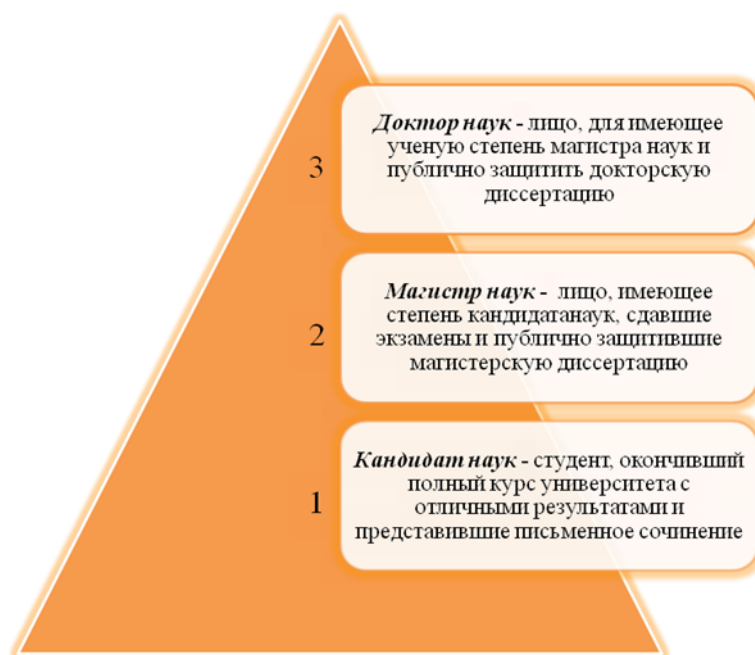 3
Доктор наук - лицо, для имеющее
ученую степень магистра наук и
публично защитить докторскую
диссертацию
2
Магистр наук - лицо, имеющее
степень кандидатанаук, сдавшие
экзамены и публично защитившие
магистерскую диссертацию
1
Кандидат наук - студент, окончивший
полный курс университета с
отличными результатами и
представившие письменное сочинение